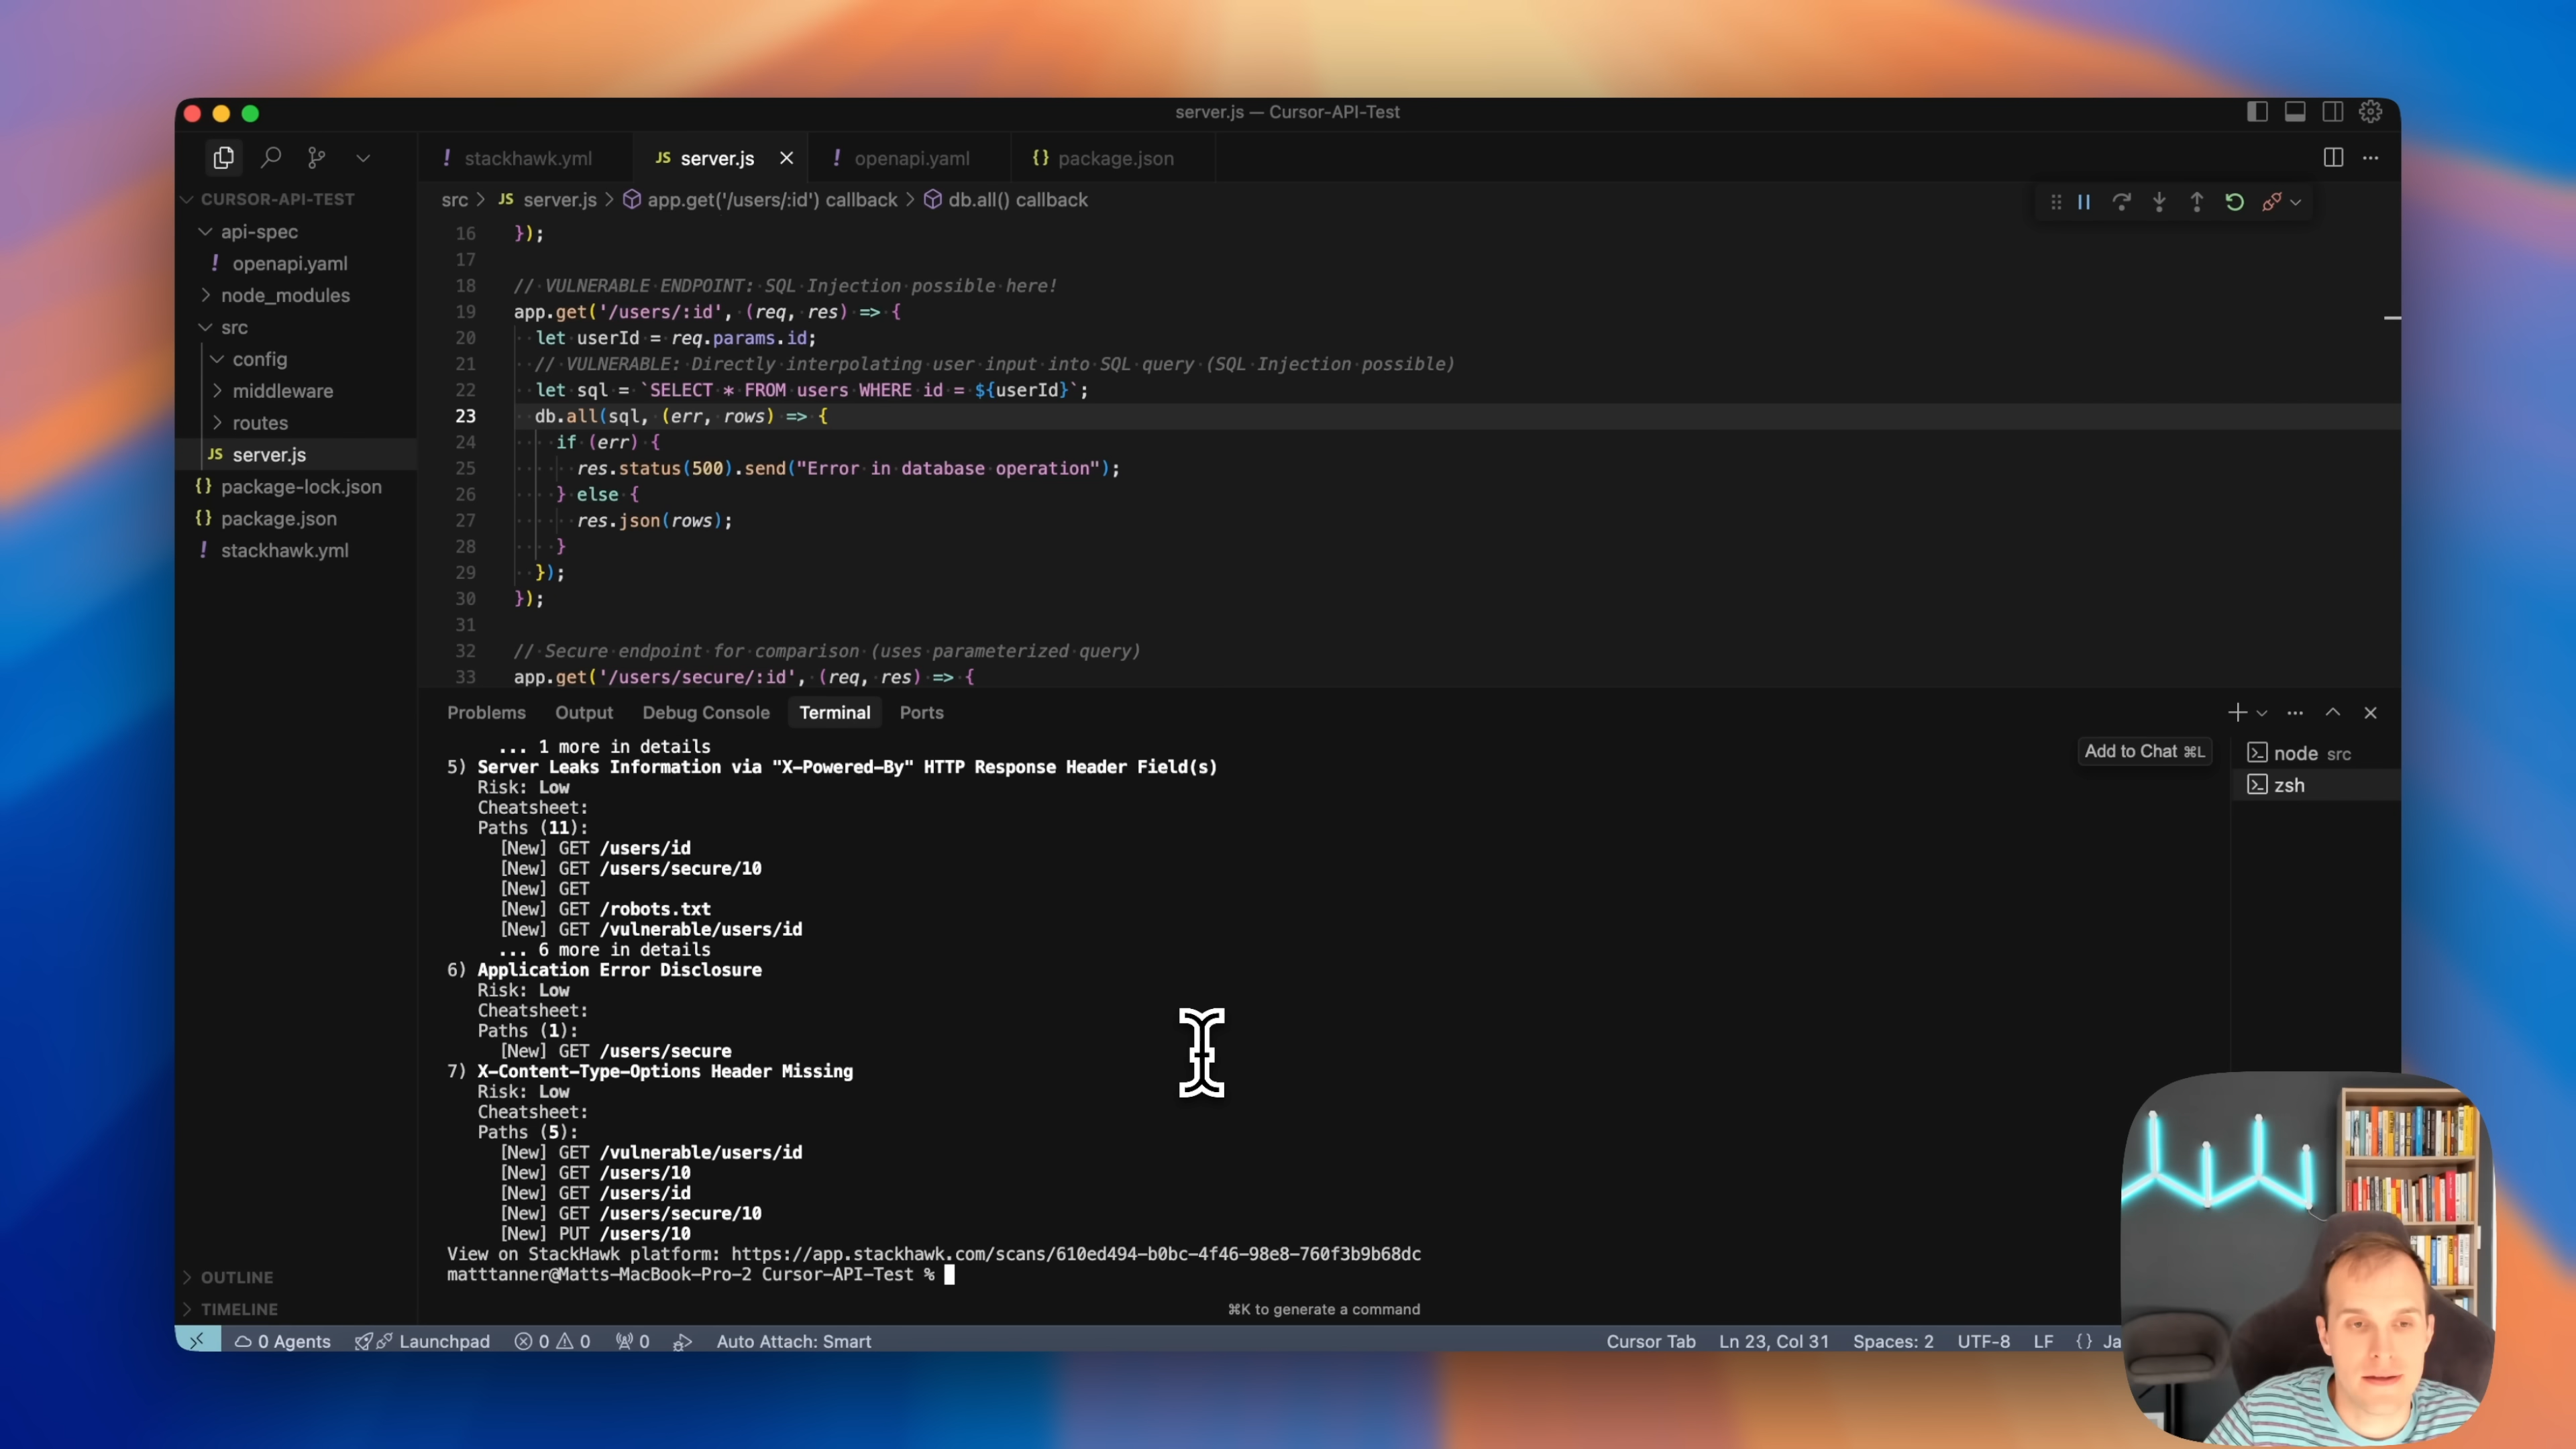 server.js — Cursor-API-Test
! stackhawk.yml
JS server.js
! openapi.yaml
{} package.json
CURSOR-API-TEST
api-spec
! openapi.yaml
node_modules
src
config
middleware
routes
JS server.js
{} package-lock.json
{} package.json
! stackhawk.yml
OUTLINE
TIMELINE
src > JS server.js > app.get('/users/:id') callback > db.all() callback
16 });
17
18 // VULNERABLE ENDPOINT: SQL Injection possible here!
19 app.get('/users/:id', (req, res) => {
20 let userId = req.params.id;
21 // VULNERABLE: Directly interpolating user input into SQL query (SQL Injection possible)
22 let sql = `SELECT * FROM users WHERE id = ${userId}`;
23 db.all(sql, (err, rows) => {
24 if (err) {
25 res.status(500).send("Error in database operation");
26 } else {
27 res.json(rows);
28 }
29 });
30 });
31
32 // Secure endpoint for comparison (uses parameterized query)
33 app.get('/users/secure/:id', (req, res) => {
Problems Output Debug Console Terminal Ports
Add to Chat ⌘L
node src
zsh
... 1 more in details
5) Server Leaks Information via "X-Powered-By" HTTP Response Header Field(s)
Risk: Low
Cheatsheet:
Paths (11):
[New] GET /users/id
[New] GET /users/secure/10
[New] GET
[New] GET /robots.txt
[New] GET /vulnerable/users/id
... 6 more in details
6) Application Error Disclosure
Risk: Low
Cheatsheet:
Paths (1):
[New] GET /users/secure
7) X-Content-Type-Options Header Missing
Risk: Low
Cheatsheet:
Paths (5):
[New] GET /vulnerable/users/id
[New] GET /users/10
[New] GET /users/id
[New] GET /users/secure/10
[New] PUT /users/10
View on StackHawk platform: https://app.stackhawk.com/scans/610ed494-b0bc-4f46-98e8-760f3b9b68dc
matttanner@Matts-MacBook-Pro-2 Cursor-API-Test %
⌘K to generate a command
0 Agents Launchpad 0 0 0 Auto Attach: Smart
Cursor Tab Ln 23, Col 31 Spaces: 2 UTF-8 LF {} Ja